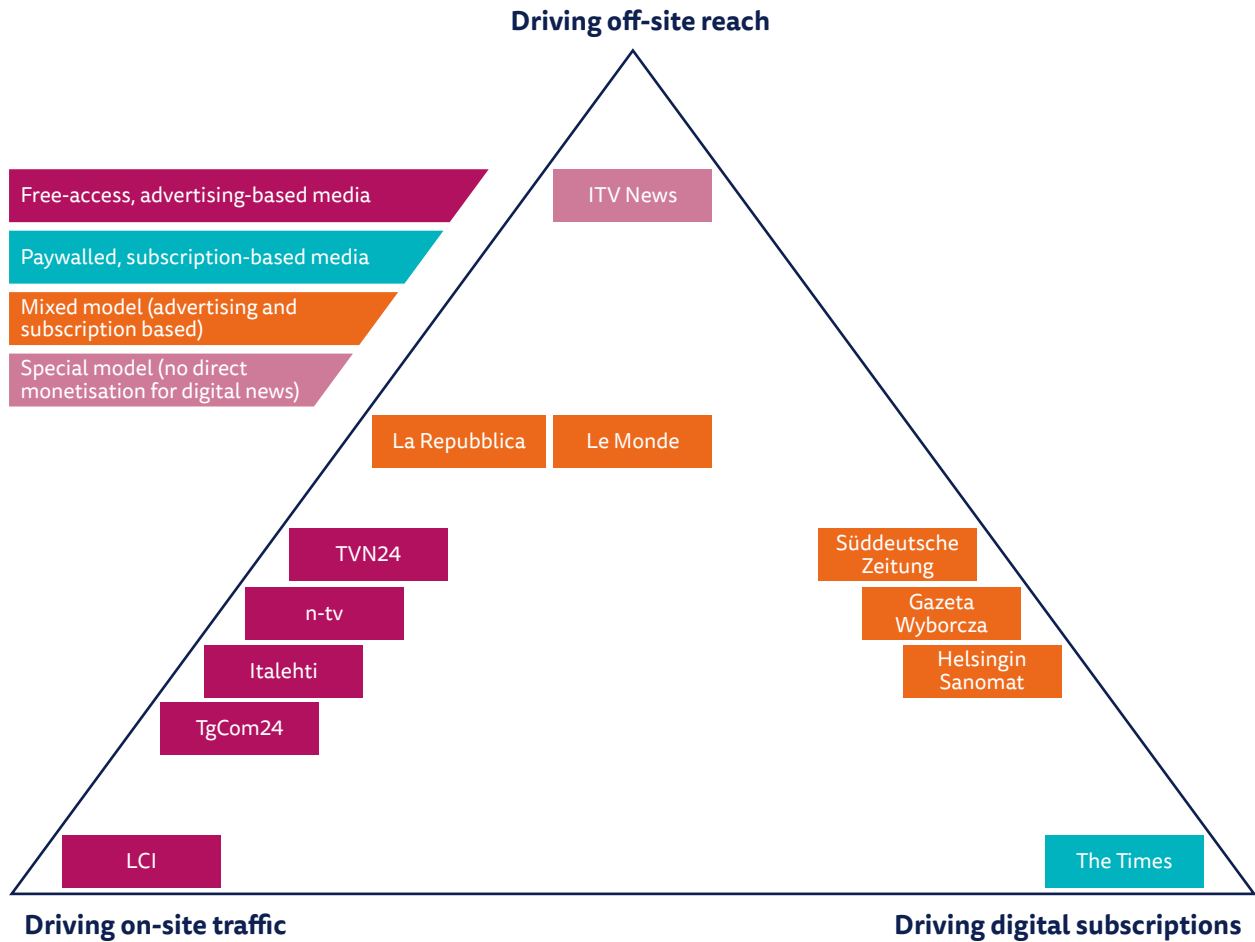 Driving off-site reach
Free-access, advertising-based media
ITV News
Paywalled, subscription-based media
Mixed model (advertising and
subscription based)
Special model (no direct
monetisation for digital news)
La Repubblica
Le Monde
TVN24
Süddeutsche
Zeitung
n-tv
Gazeta
Wyborcza
Italehti
Helsingin
Sanomat
TgCom24
LCI
The Times
Driving on-site traffic
Driving digital subscriptions